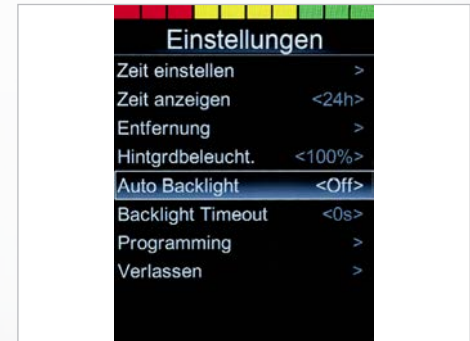 Einstellungen
Zeit einstellen >
Zeit anzeigen <24h>
Entfernung >
Hintgrdbeleucht. <100%>
Auto Backlight <Off>
Backlight Timeout <0s>
Programming >
Verlassen >